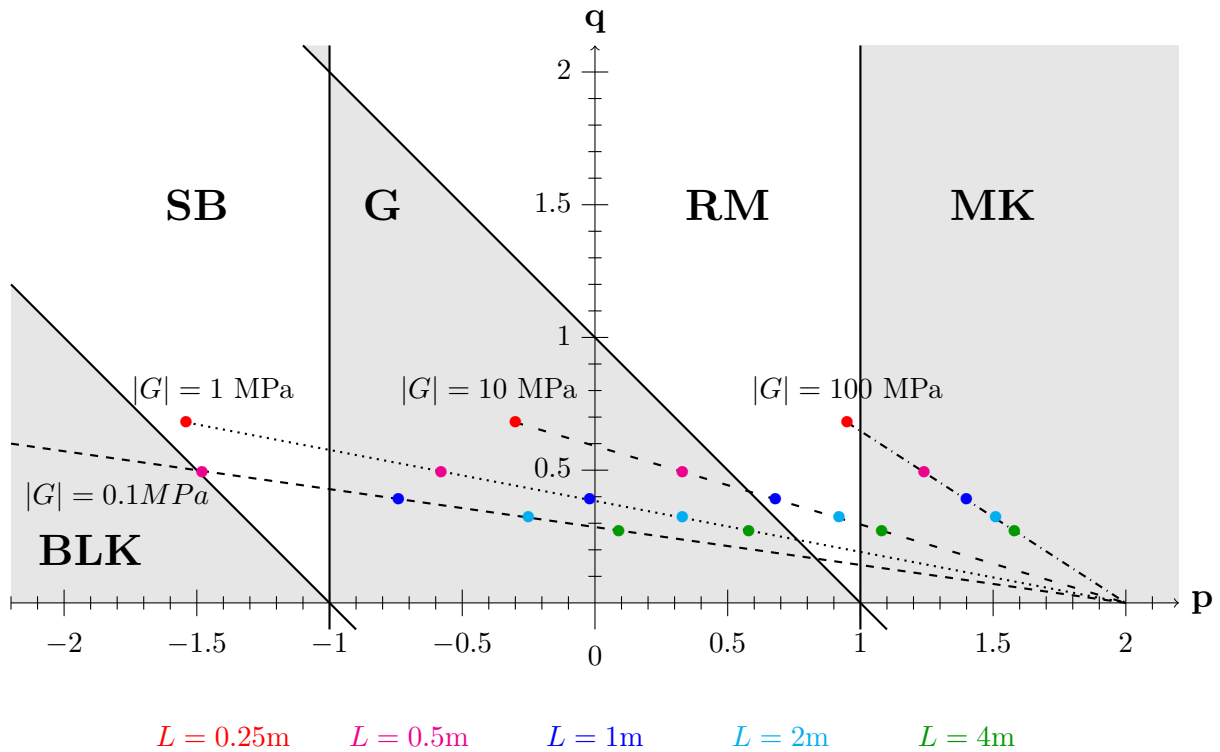 q
2
SB G RM MK
1.5
1
|G| = 1 MPa |G| = 10 MPa |G| = 100 MPa
0.5
|G| = 0.1MPa
BLK
p
−2 −1.5 −1 −0.5 0 0.5 1 1.5 2
L = 0.25m L = 0.5m L = 1m L = 2m L = 4m